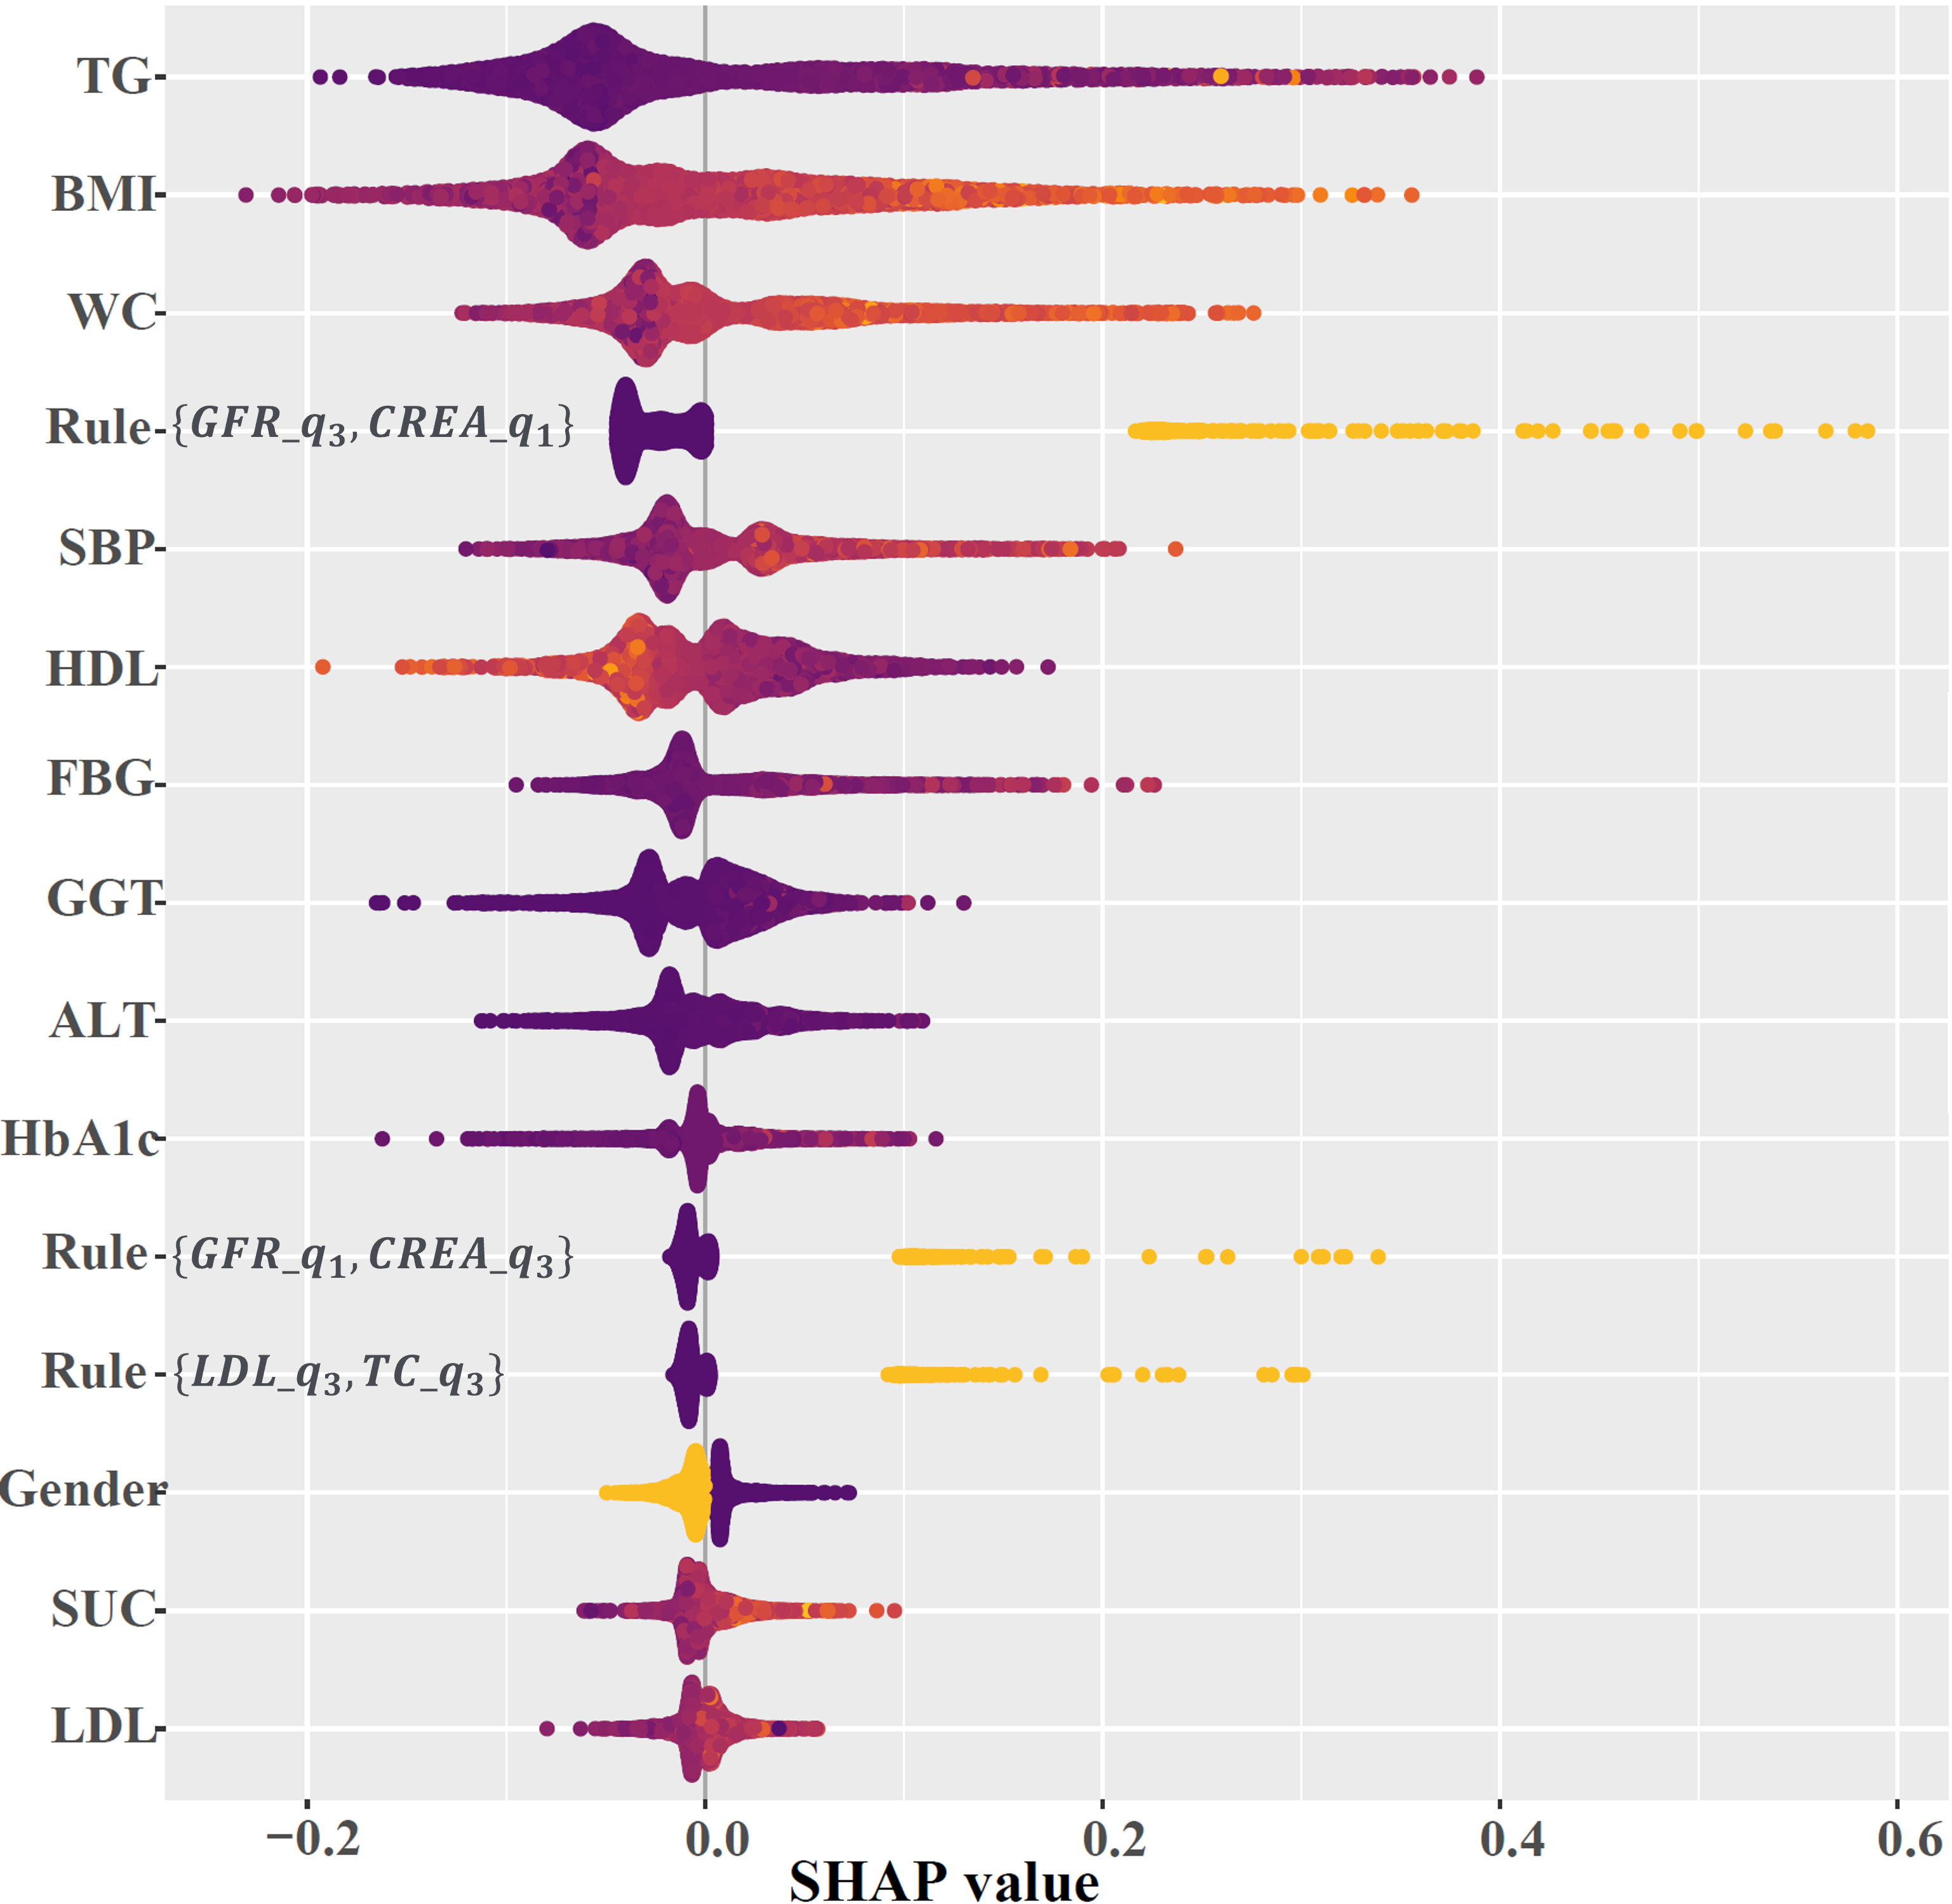 TG
BMI
WC
Rule {GFR_q3, CREA_q1}
SBP
HDL
FBG
GGT
ALT
HbA1c
Rule {GFR_q1, CREA_q3}
Rule {LDL_q3, TC_q3}
Gender
SUC
LDL
−0.2 0.0 0.2 0.4 0.6
SHAP value